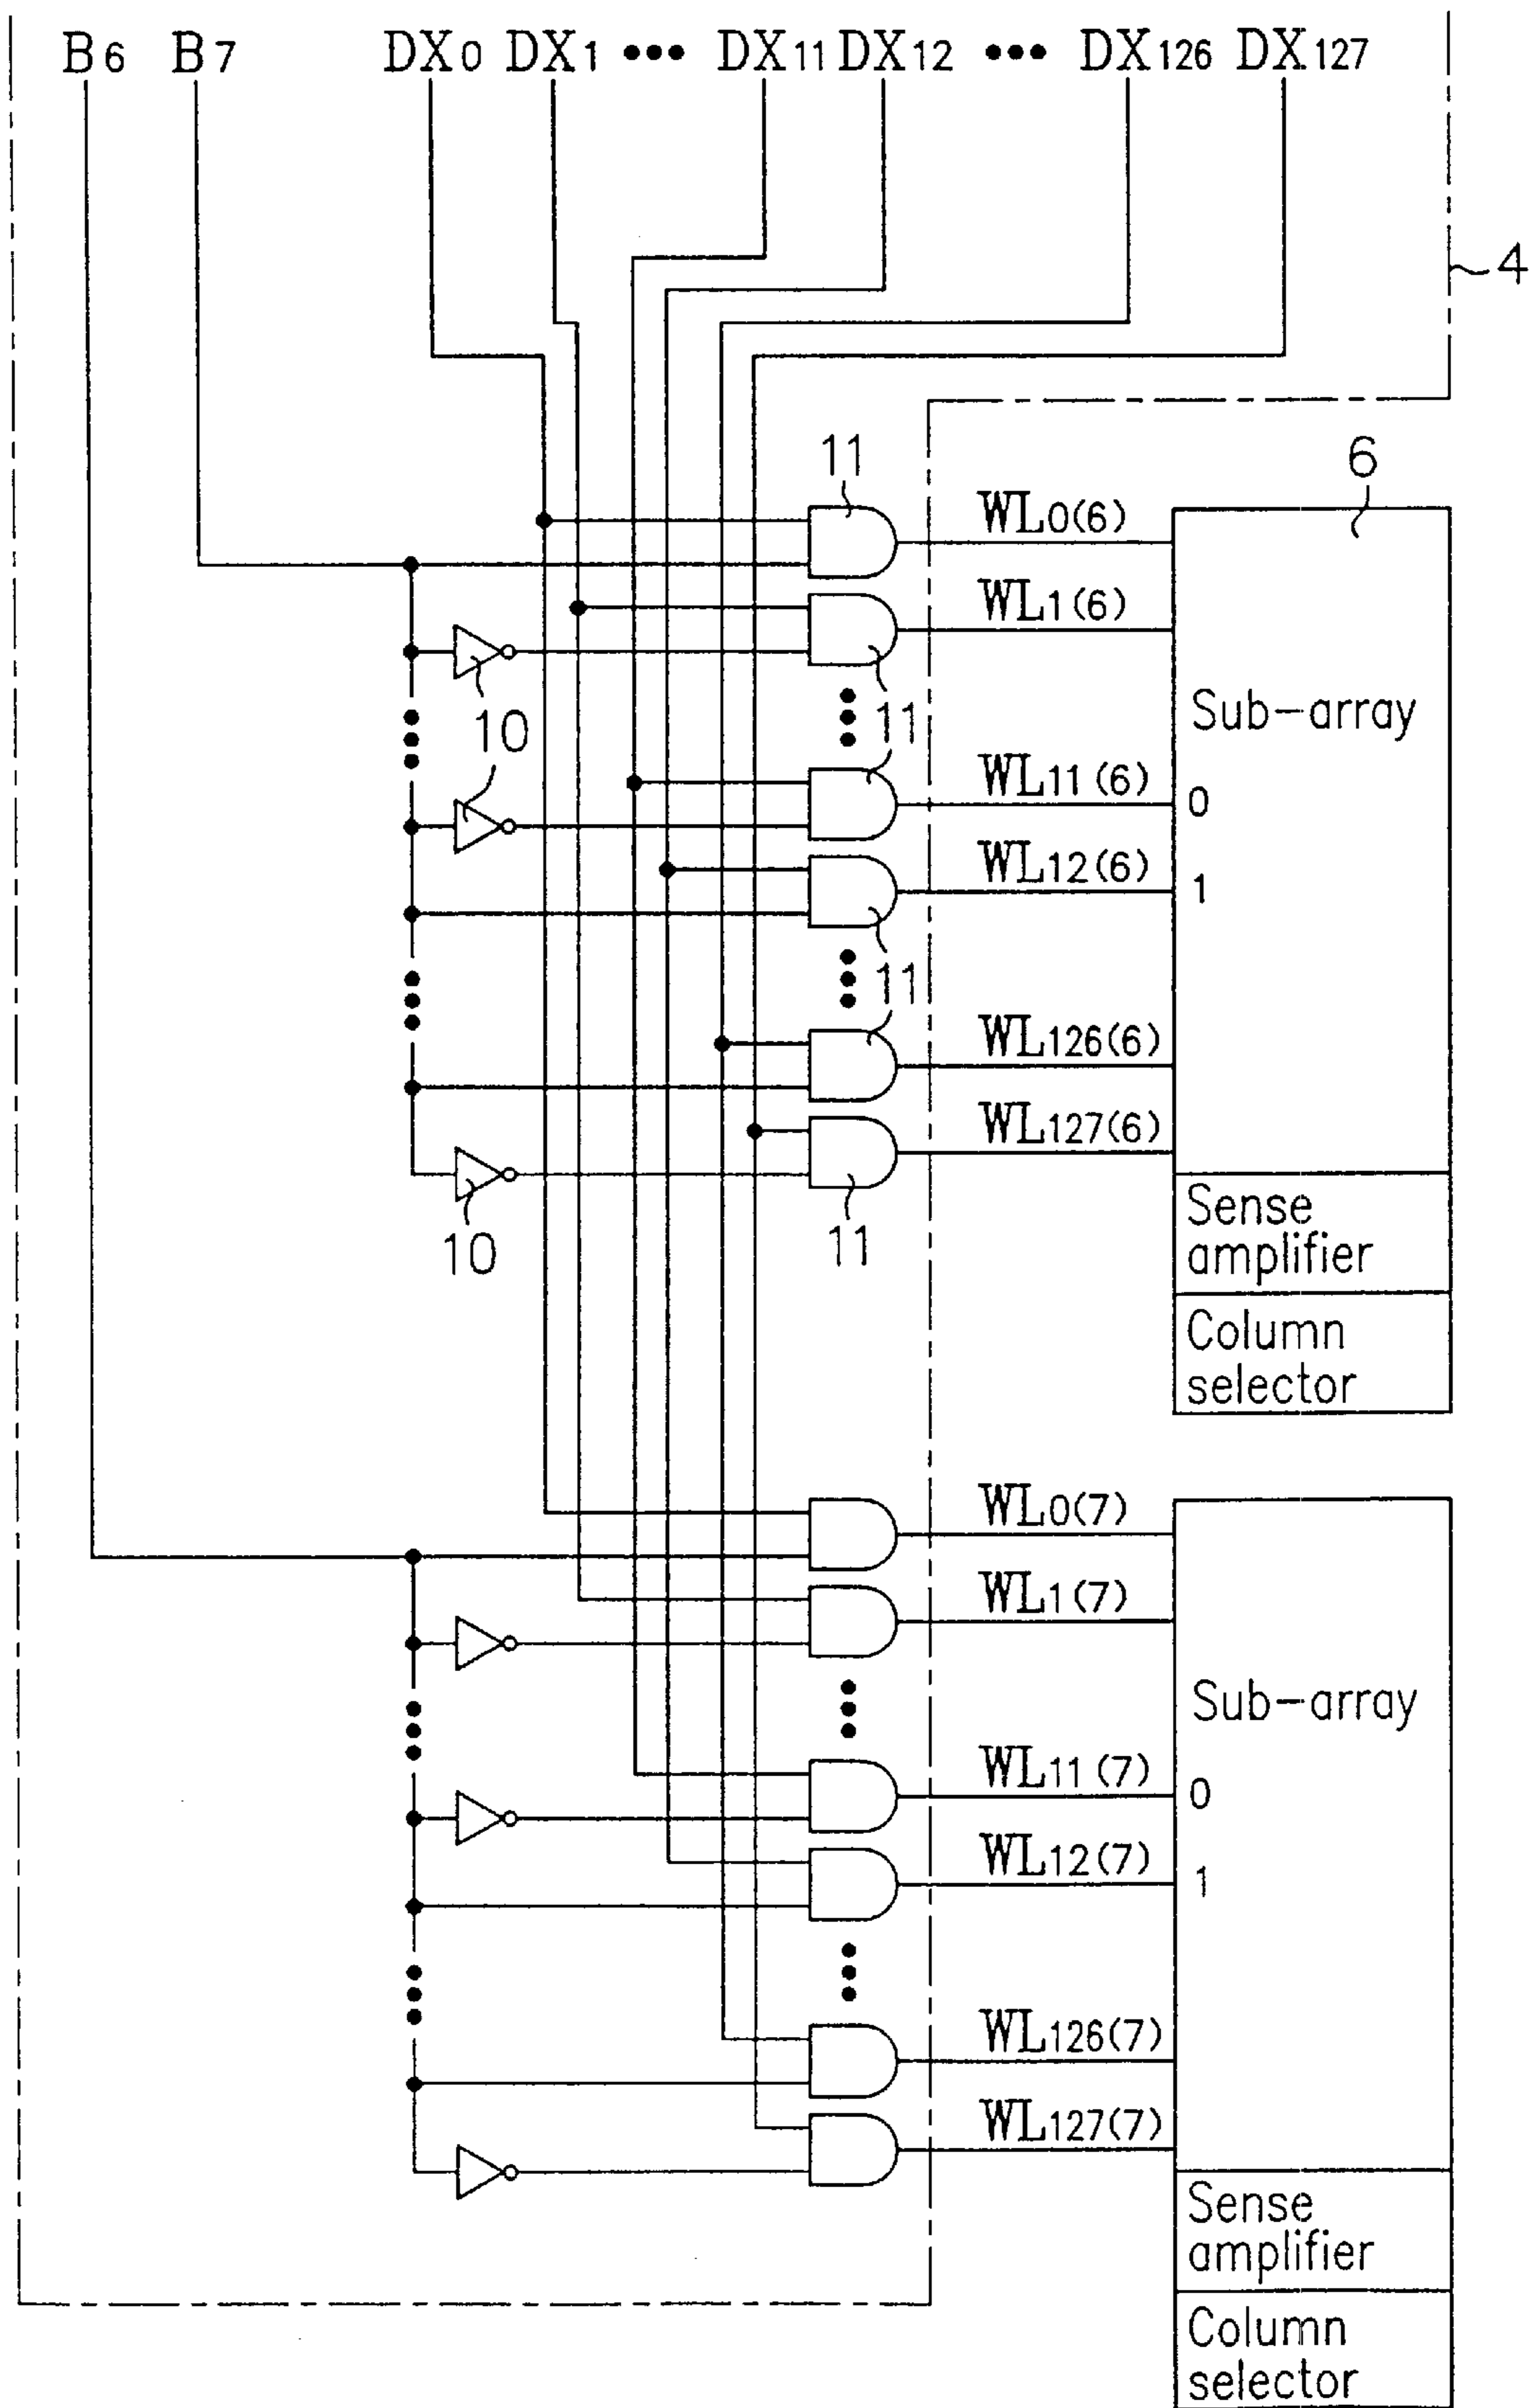 B6 B7 DX0 DX1 ••• DX11 DX12 ••• DX126 DX127
4
11
6
WL0(6)
WL1(6)
11
10
11
Sub-array
WL11(6)
0
WL12(6)
1
11
WL126(6)
WL127(6)
10
11
Sense
amplifier
Column
selector
WL0(7)
WL1(7)
Sub-array
WL11(7)
0
WL12(7)
1
WL126(7)
WL127(7)
Sense
amplifier
Column
selector